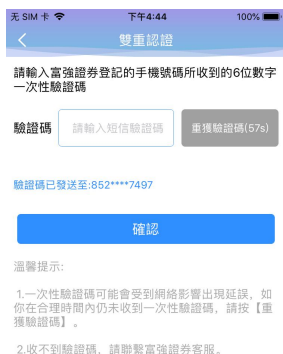 無 SIM 卡 下午4:44 100%
雙重認證
請輸入富強證券登記的手機號碼所收到的6位數字
一次性驗證碼
驗證碼 請輸入短信驗證碼 重獲驗證碼(57s)
驗證碼已發送至:852****7497
確認
溫馨提示:
1.一次性驗證碼可能會受到網絡影響出現延誤，如
你在合理時間內仍未收到一次性驗證碼，請按【重
獲驗證碼】。
2.收不到驗證碼，請聯繫富強證券客服。